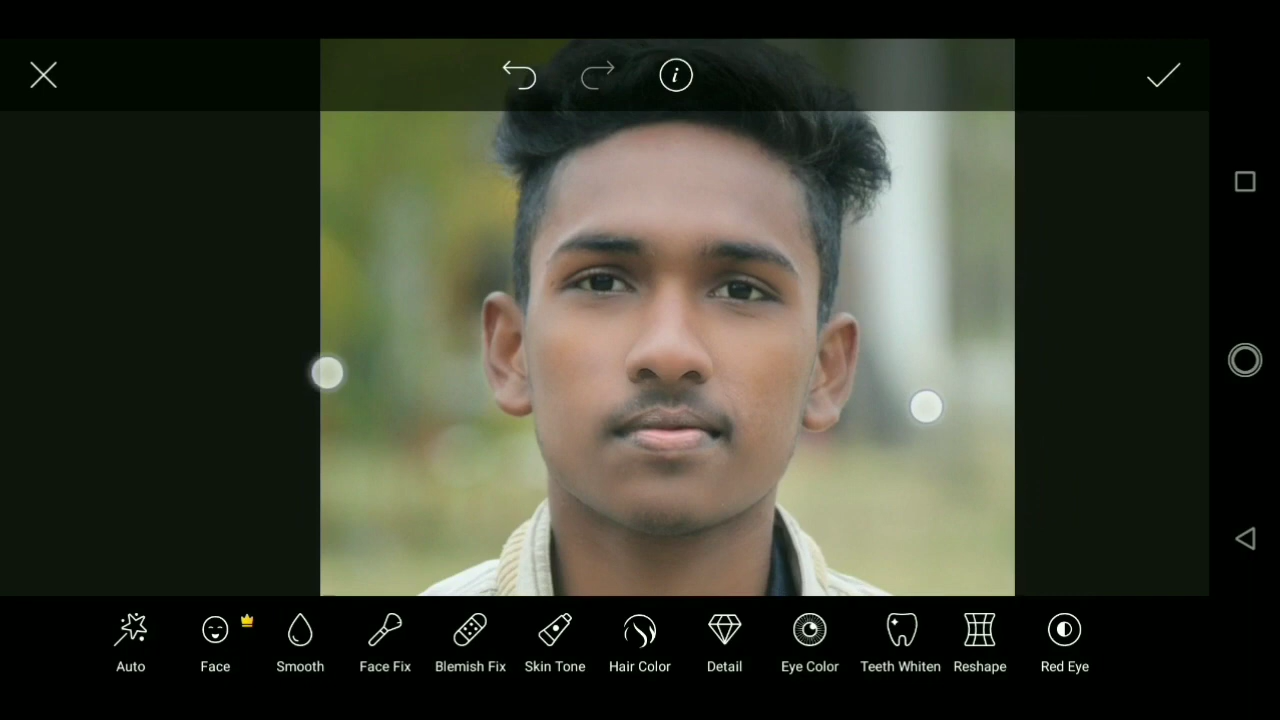 Auto
Face
Smooth
Face Fix
Blemish Fix
Skin Tone
Hair Color
Detail
Eye Color
Teeth Whiten
Reshape
Red Eye